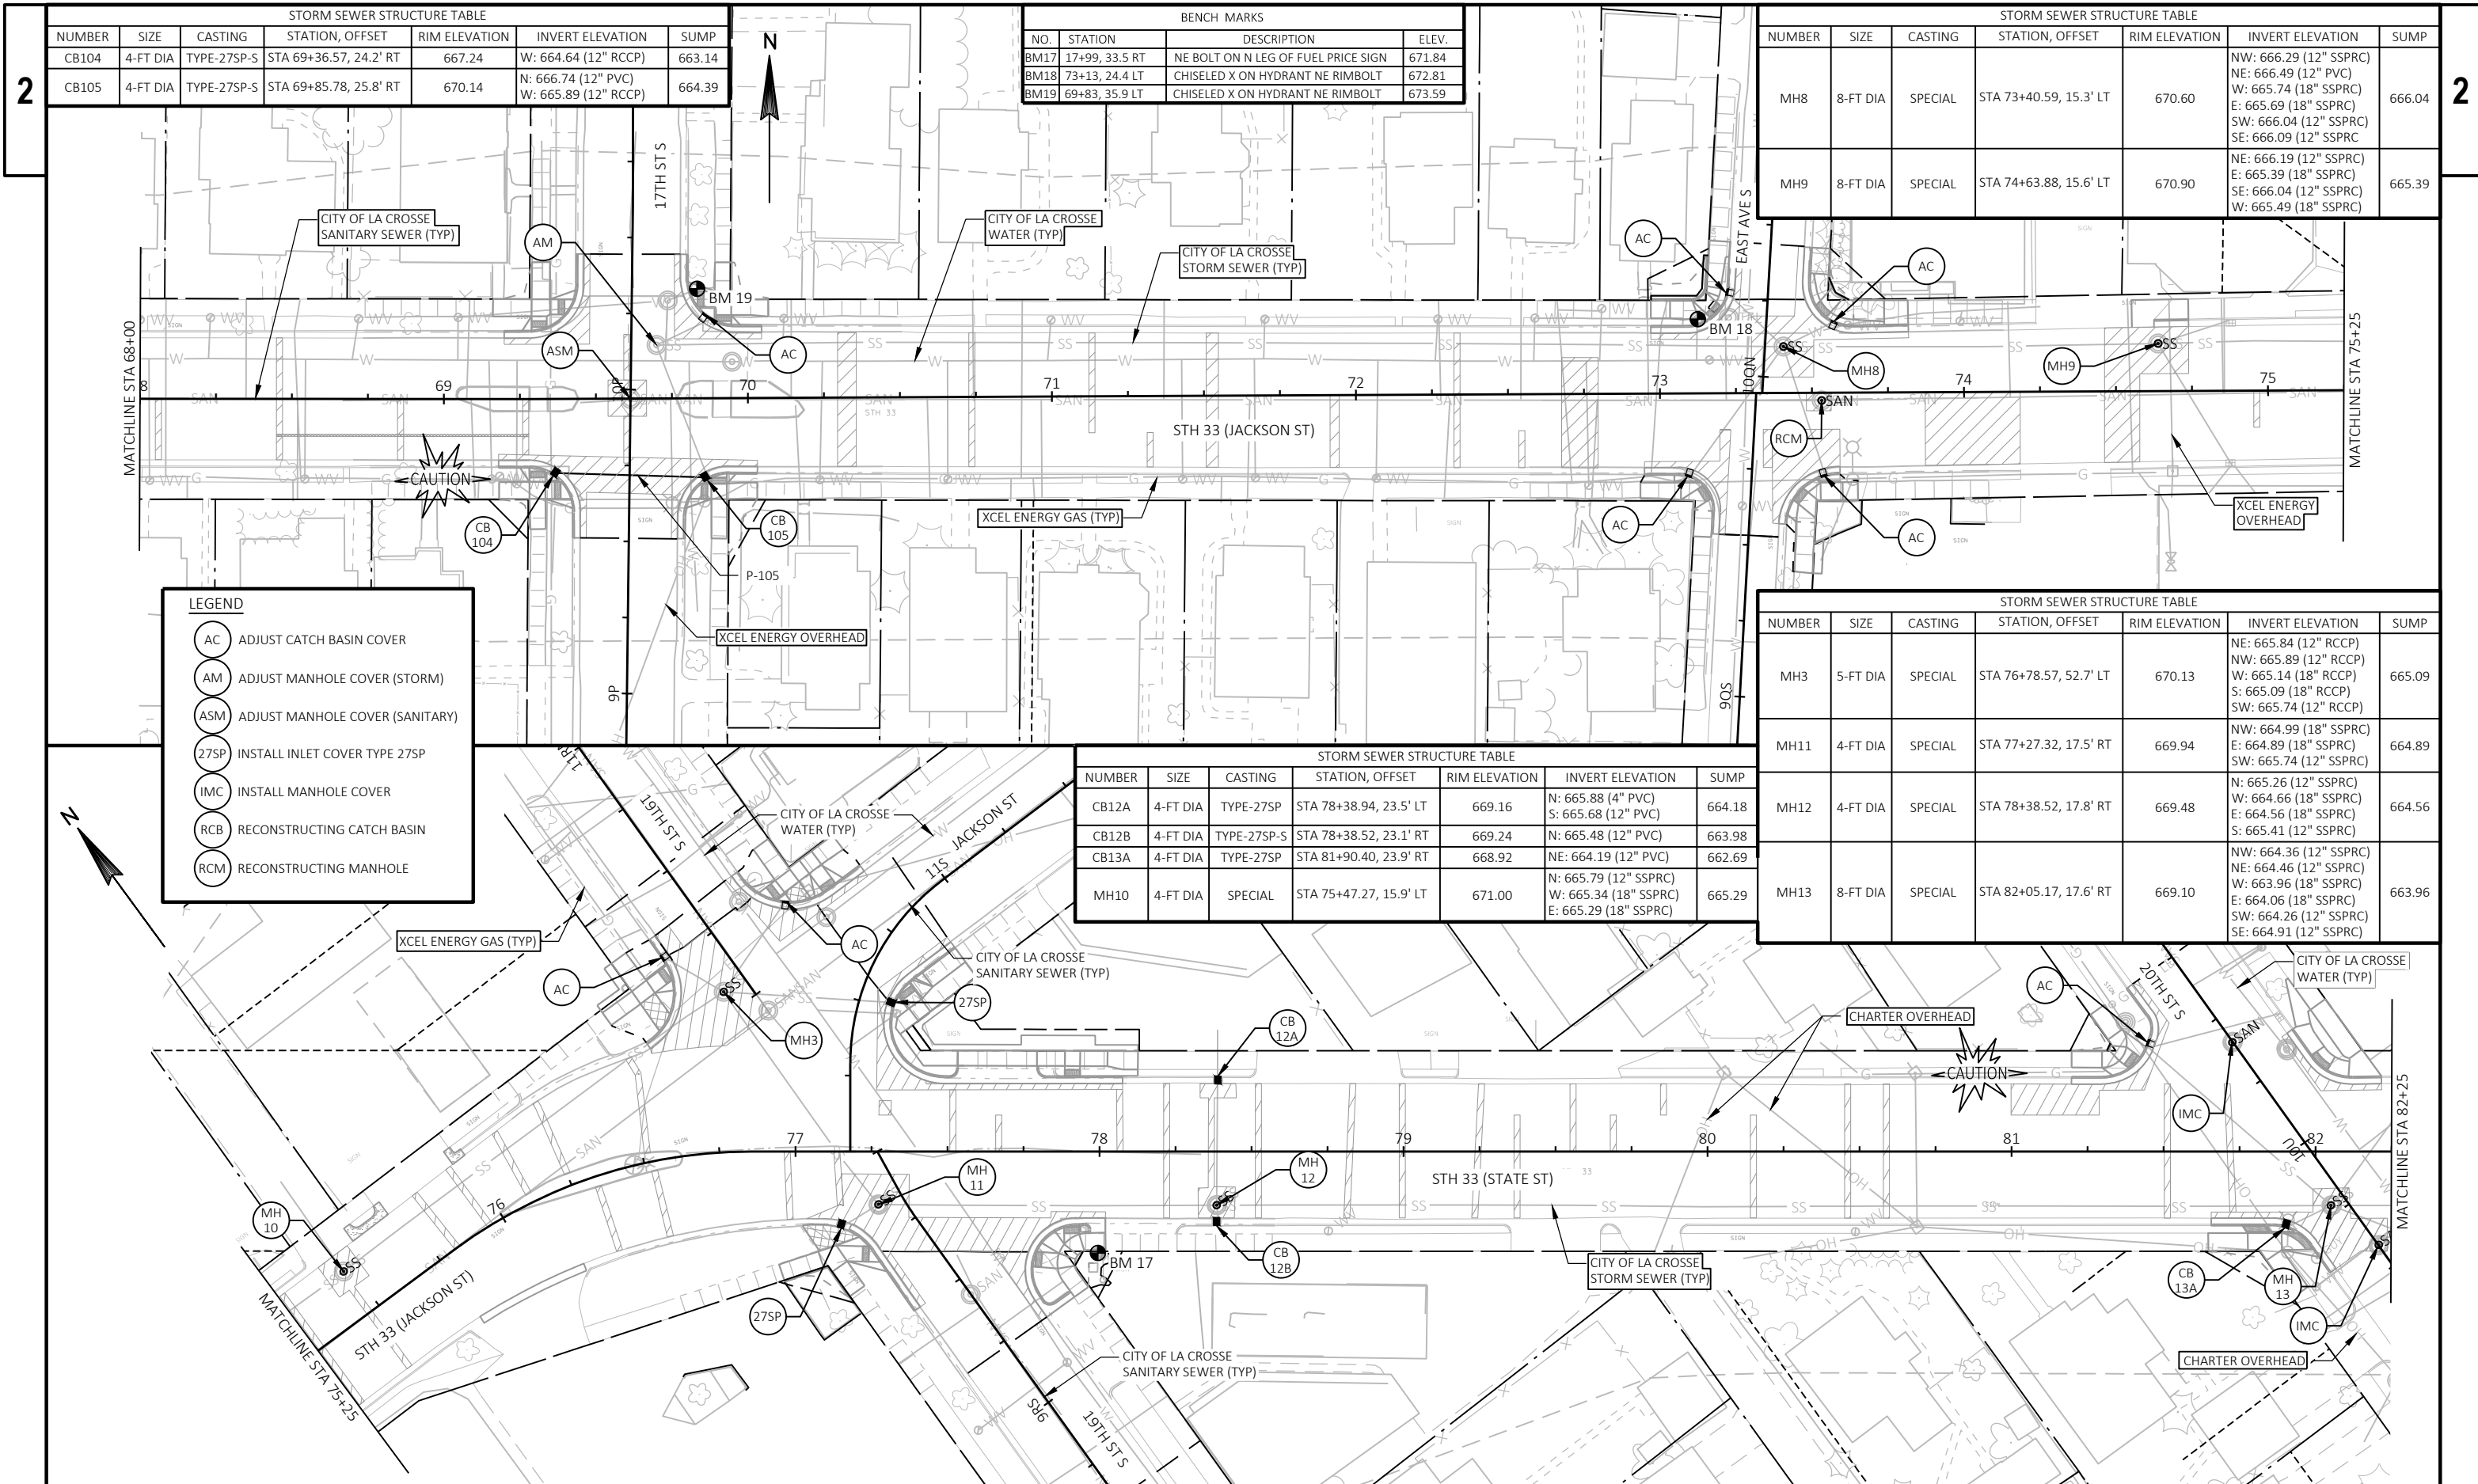 2
2
STORM SEWER STRUCTURE TABLE
NUMBER SIZE CASTING STATION, OFFSET RIM ELEVATION INVERT ELEVATION SUMP
CB104 4-FT DIA TYPE-27SP-S STA 69+36.57, 24.2' RT 667.24 W: 664.64 (12" RCCP) 663.14
CB105 4-FT DIA TYPE-27SP-S STA 69+85.78, 25.8' RT 670.14 N: 666.74 (12" PVC) 664.39
W: 665.89 (12" RCCP)
N
BENCH MARKS
NO. STATION DESCRIPTION ELEV.
BM17 17+99, 33.5 RT NE BOLT ON N LEG OF FUEL PRICE SIGN 671.84
BM18 73+13, 24.4 LT CHISELED X ON HYDRANT NE RIMBOLT 672.81
BM19 69+83, 35.9 LT CHISELED X ON HYDRANT NE RIMBOLT 673.59
STORM SEWER STRUCTURE TABLE
NUMBER SIZE CASTING STATION, OFFSET RIM ELEVATION INVERT ELEVATION SUMP
MH8 8-FT DIA SPECIAL STA 73+40.59, 15.3' LT 670.60 NW: 666.29 (12" SSPRC) 666.04
NE: 666.49 (12" PVC)
W: 665.74 (18" SSPRC)
E: 665.69 (18" SSPRC)
SW: 666.04 (12" SSPRC)
SE: 666.09 (12" SSPRC
MH9 8-FT DIA SPECIAL STA 74+63.88, 15.6' LT 670.90 NE: 666.19 (12" SSPRC) 665.39
E: 665.39 (18" SSPRC)
SE: 666.04 (12" SSPRC)
W: 665.49 (18" SSPRC)
17TH ST S
EAST AVE S
CITY OF LA CROSSE
SANITARY SEWER (TYP)
AM
ASM
CITY OF LA CROSSE
WATER (TYP)
CITY OF LA CROSSE
STORM SEWER (TYP)
AC
AC
AC
BM 19
BM 18
MH8
MH9
MATCHLINE STA 68+00
MATCHLINE STA 75+25
8 69 70 71 72 73 74 75
10P
10QN
STH 33
STH 33 (JACKSON ST)
SAN
RCM
CAUTION
CB
104
CB
105
P-105
XCEL ENERGY GAS (TYP)
XCEL ENERGY OVERHEAD
AC
AC
XCEL ENERGY
OVERHEAD
9P
9QS
LEGEND
AC ADJUST CATCH BASIN COVER
AM ADJUST MANHOLE COVER (STORM)
ASM ADJUST MANHOLE COVER (SANITARY)
27SP INSTALL INLET COVER TYPE 27SP
IMC INSTALL MANHOLE COVER
RCB RECONSTRUCTING CATCH BASIN
RCM RECONSTRUCTING MANHOLE
STORM SEWER STRUCTURE TABLE
NUMBER SIZE CASTING STATION, OFFSET RIM ELEVATION INVERT ELEVATION SUMP
MH3 5-FT DIA SPECIAL STA 76+78.57, 52.7' LT 670.13 NE: 665.84 (12" RCCP) 665.09
NW: 665.89 (12" RCCP)
W: 665.14 (18" RCCP)
S: 665.09 (18" RCCP)
SW: 665.74 (12" RCCP)
MH11 4-FT DIA SPECIAL STA 77+27.32, 17.5' RT 669.94 NW: 664.99 (18" SSPRC) 664.89
E: 664.89 (18" SSPRC)
SW: 665.74 (12" SSPRC)
MH12 4-FT DIA SPECIAL STA 78+38.52, 17.8' RT 669.48 N: 665.26 (12" SSPRC) 664.56
W: 664.66 (18" SSPRC)
E: 664.56 (18" SSPRC)
S: 665.41 (12" SSPRC)
MH13 8-FT DIA SPECIAL STA 82+05.17, 17.6' RT 669.10 NW: 664.36 (12" SSPRC) 663.96
NE: 664.46 (12" SSPRC)
W: 663.96 (18" SSPRC)
E: 664.06 (18" SSPRC)
SW: 664.26 (12" SSPRC)
SE: 664.91 (12" SSPRC)
STORM SEWER STRUCTURE TABLE
NUMBER SIZE CASTING STATION, OFFSET RIM ELEVATION INVERT ELEVATION SUMP
CB12A 4-FT DIA TYPE-27SP STA 78+38.94, 23.5' LT 669.16 N: 665.88 (4" PVC) 664.18
S: 665.68 (12" PVC)
CB12B 4-FT DIA TYPE-27SP-S STA 78+38.52, 23.1' RT 669.24 N: 665.48 (12" PVC) 663.98
CB13A 4-FT DIA TYPE-27SP STA 81+90.40, 23.9' RT 668.92 NE: 664.19 (12" PVC) 662.69
MH10 4-FT DIA SPECIAL STA 75+47.27, 15.9' LT 671.00 N: 665.79 (12" SSPRC) 665.29
W: 665.34 (18" SSPRC)
E: 665.29 (18" SSPRC)
N
11RN
19TH ST S
CITY OF LA CROSSE
WATER (TYP)
11S JACKSON ST
XCEL ENERGY GAS (TYP)
AC
AC
MH3
27SP
CITY OF LA CROSSE
SANITARY SEWER (TYP)
CB
12A
CHARTER OVERHEAD
CAUTION
AC
20TH ST S
CITY OF LA CROSSE
WATER (TYP)
SAN
IMC
10U
MATCHLINE STA 82+25
76 77 78 79 80 81 82
STH 33 (STATE ST)
33
MH
10
MH
11
MH
12
CB
12B
BM 17
CITY OF LA CROSSE
STORM SEWER (TYP)
CB
13A
MH
13
IMC
CHARTER OVERHEAD
27SP
STH 33 (JACKSON ST)
MATCHLINE STA 75+25
CITY OF LA CROSSE
SANITARY SEWER (TYP)
9RS
19TH ST S